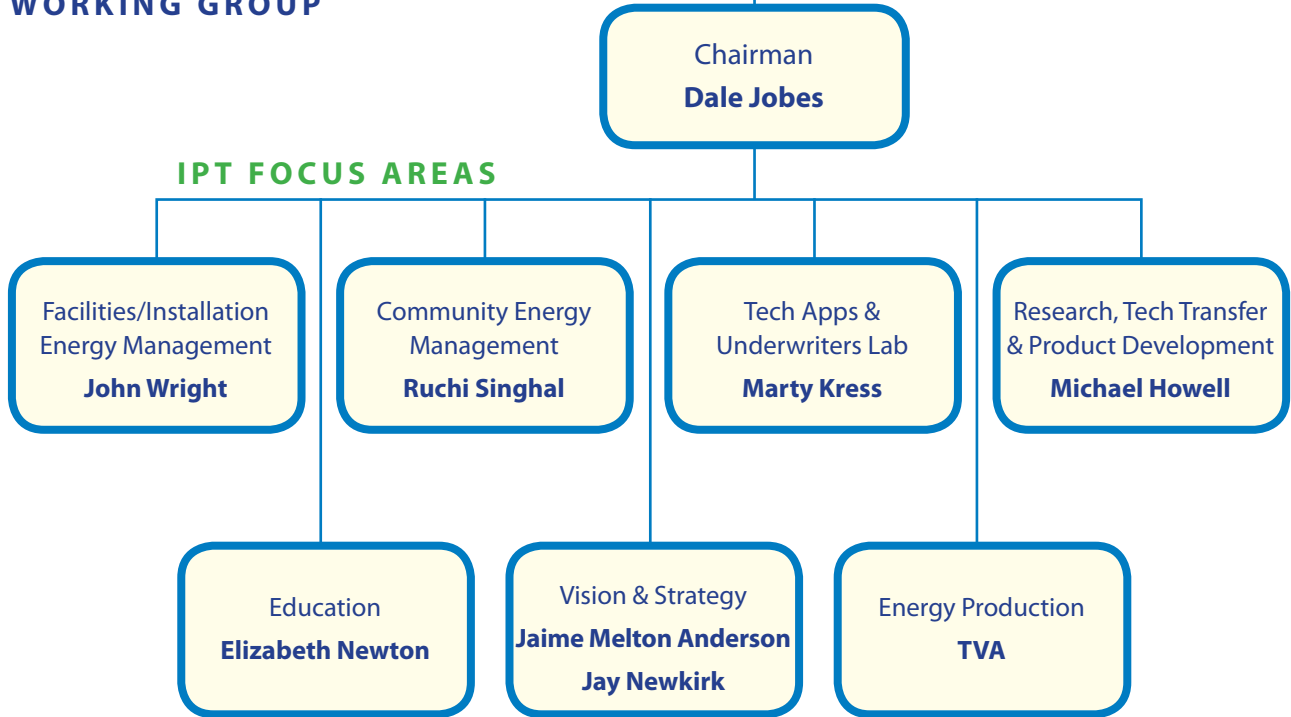 WORKING GROUP
Chairman
Dale Jobes
IPT FOCUS AREAS
Facilities/Installation
Energy Management
John Wright
Community Energy
Management
Ruchi Singhal
Tech Apps &
Underwriters Lab
Marty Kress
Research, Tech Transfer
& Product Development
Michael Howell
Education
Elizabeth Newton
Vision & Strategy
Jaime Melton Anderson
Jay Newkirk
Energy Production
TVA